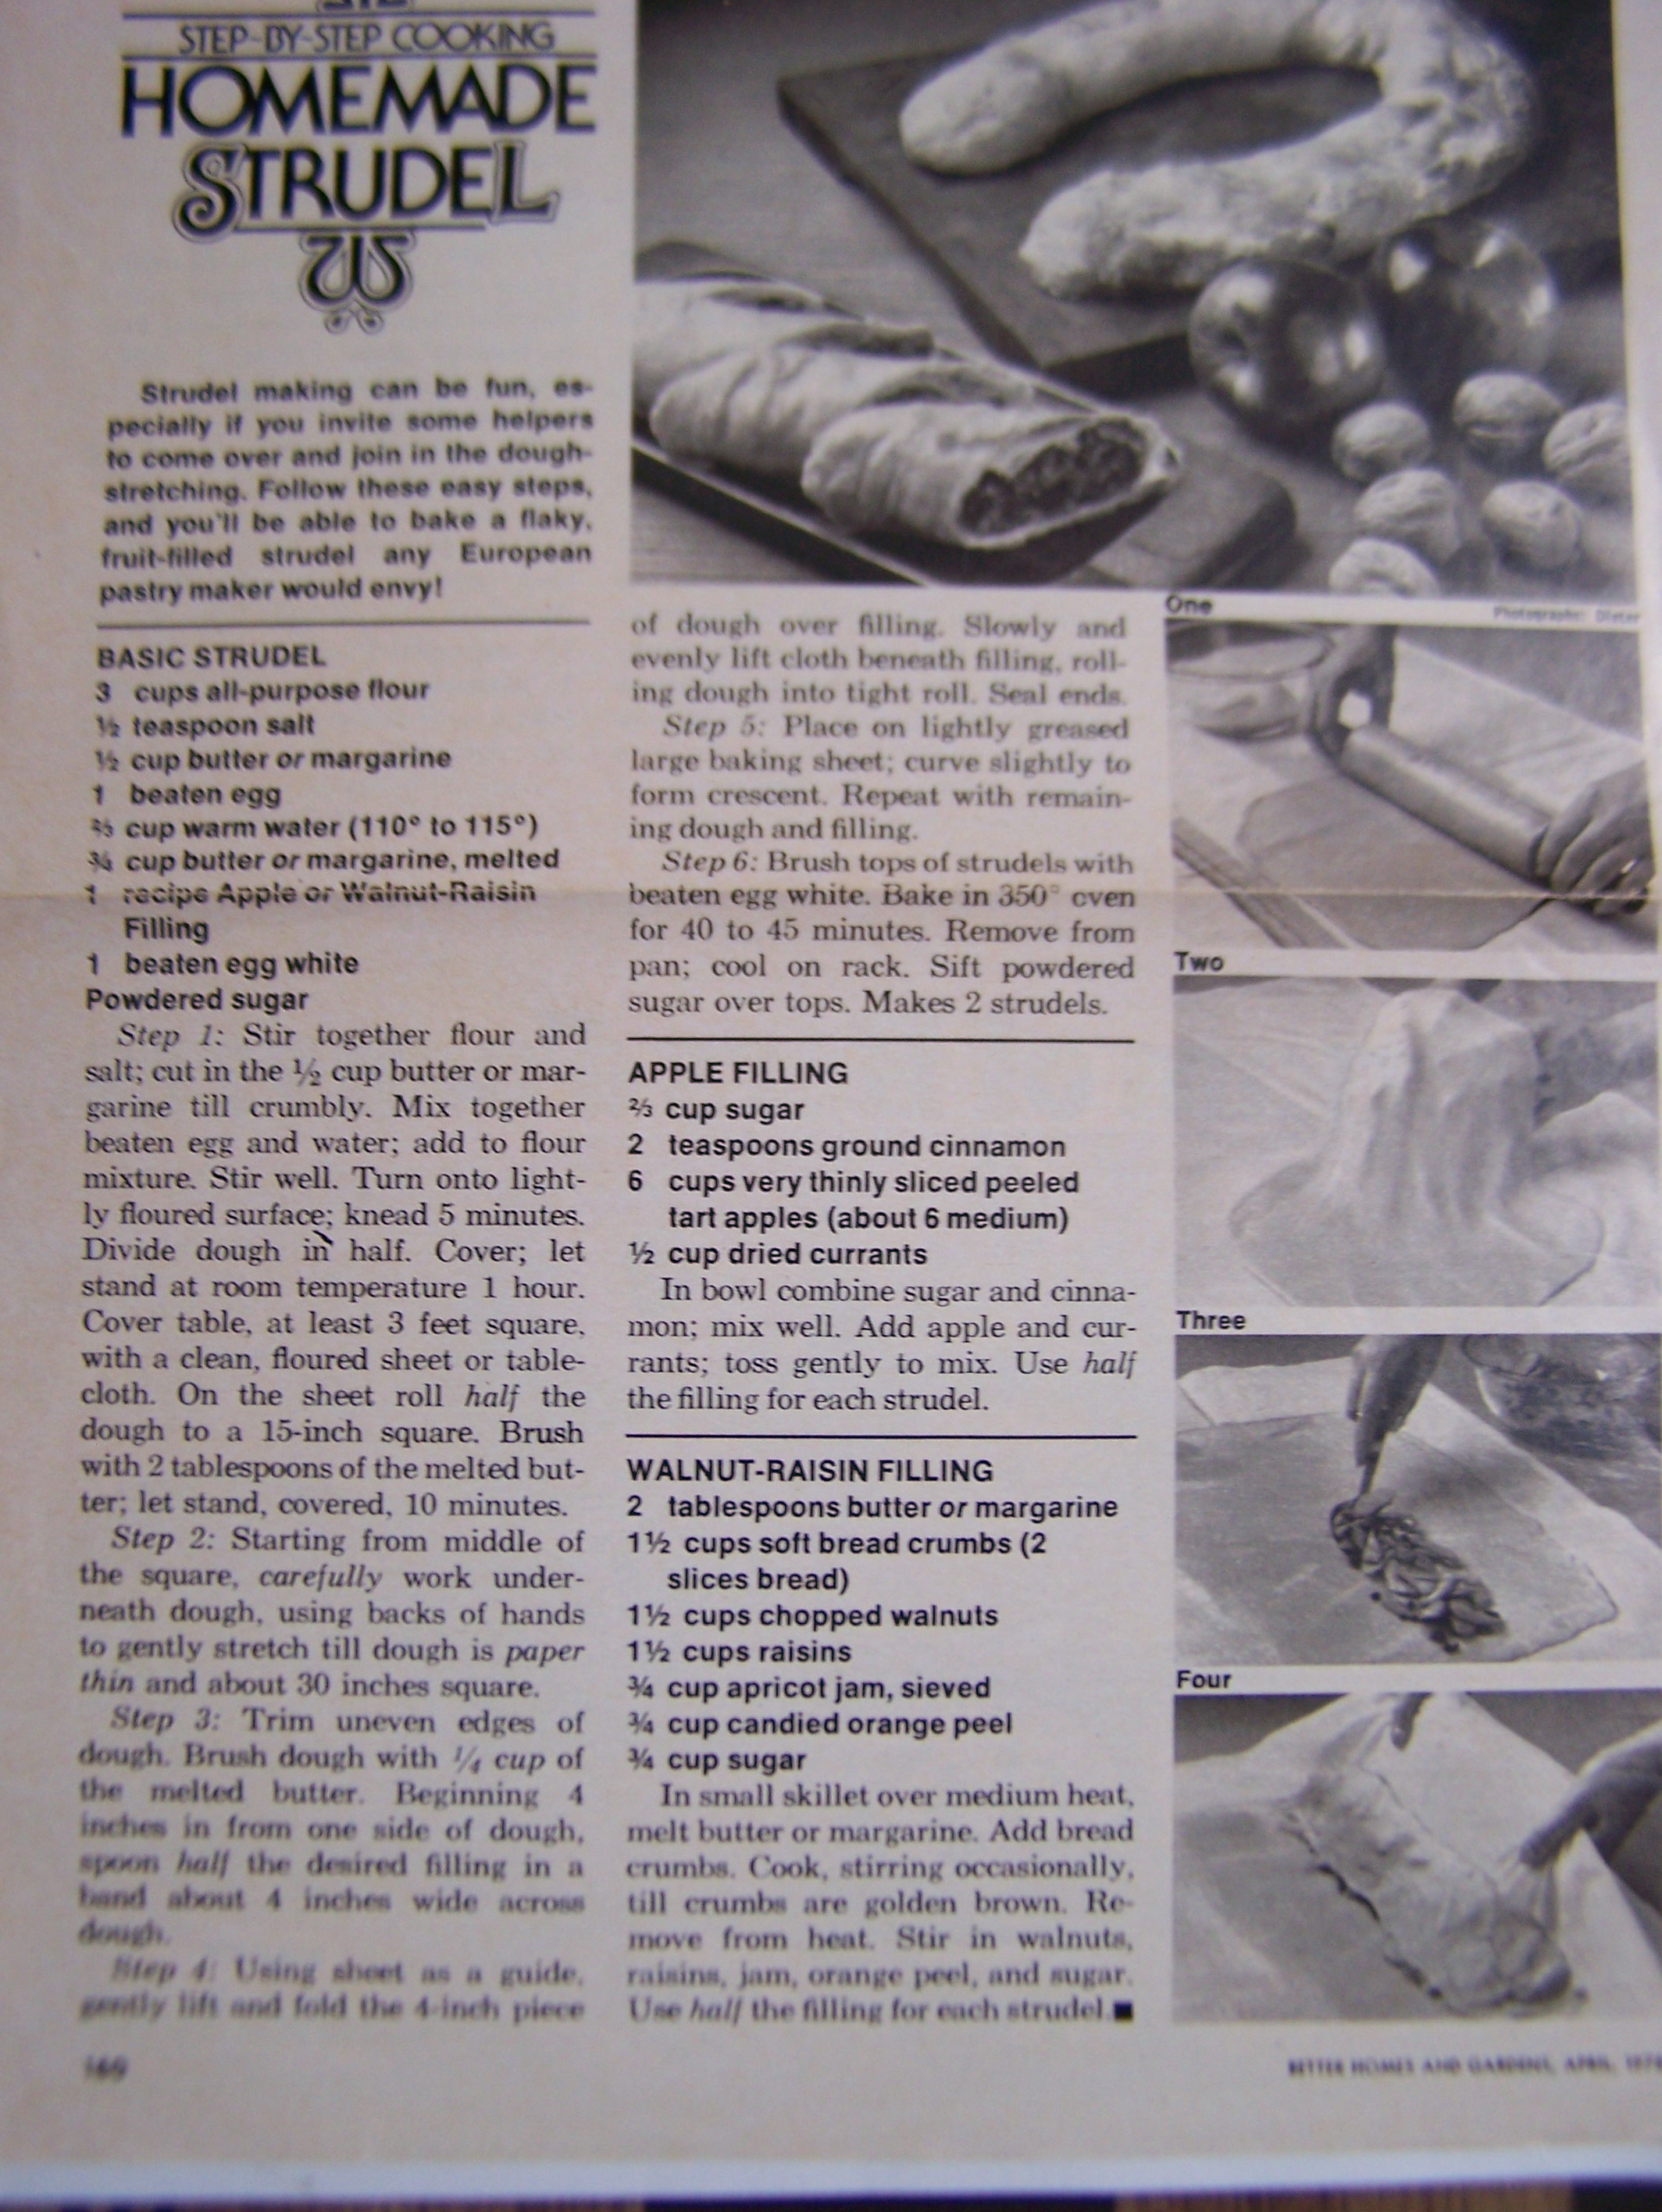 STEP-BY-STEP COOKING
HOMEMADE
STRUDEL
Strudel making can be fun, es-
pecially if you invite some helpers
to come over and join in the dough-
stretching. Follow these easy steps,
and you'll be able to bake a flaky,
fruit-filled strudel any European
pastry maker would envy!
BASIC STRUDEL
3 cups all-purpose flour
½ teaspoon salt
½ cup butter or margarine
1 beaten egg
⅔ cup warm water (110° to 115°)
¾ cup butter or margarine, melted
1 recipe Apple or Walnut-Raisin
Filling
1 beaten egg white
Powdered sugar
Step 1: Stir together flour and
salt; cut in the ½ cup butter or mar-
garine till crumbly. Mix together
beaten egg and water; add to flour
mixture. Stir well. Turn onto light-
ly floured surface; knead 5 minutes.
Divide dough in half. Cover; let
stand at room temperature 1 hour.
Cover table, at least 3 feet square,
with a clean, floured sheet or table-
cloth. On the sheet roll half the
dough to a 15-inch square. Brush
with 2 tablespoons of the melted but-
ter; let stand, covered, 10 minutes.
Step 2: Starting from middle of
the square, carefully work under-
neath dough, using backs of hands
to gently stretch till dough is paper
thin and about 30 inches square.
Step 3: Trim uneven edges of
dough. Brush dough with ¼ cup of
the melted butter. Beginning 4
inches in from one side of dough,
spoon half the desired filling in a
band about 4 inches wide across
dough.
Step 4: Using sheet as a guide,
gently lift and fold the 4-inch piece
of dough over filling. Slowly and
evenly lift cloth beneath filling, roll-
ing dough into tight roll. Seal ends.
Step 5: Place on lightly greased
large baking sheet; curve slightly to
form crescent. Repeat with remain-
ing dough and filling.
Step 6: Brush tops of strudels with
beaten egg white. Bake in 350° oven
for 40 to 45 minutes. Remove from
pan; cool on rack. Sift powdered
sugar over tops. Makes 2 strudels.
APPLE FILLING
⅔ cup sugar
2 teaspoons ground cinnamon
6 cups very thinly sliced peeled
tart apples (about 6 medium)
½ cup dried currants
In bowl combine sugar and cinna-
mon; mix well. Add apple and cur-
rants; toss gently to mix. Use half
the filling for each strudel.
WALNUT-RAISIN FILLING
2 tablespoons butter or margarine
1½ cups soft bread crumbs (2
slices bread)
1½ cups chopped walnuts
1½ cups raisins
¾ cup apricot jam, sieved
¾ cup candied orange peel
¾ cup sugar
In small skillet over medium heat,
melt butter or margarine. Add bread
crumbs. Cook, stirring occasionally,
till crumbs are golden brown. Re-
move from heat. Stir in walnuts,
raisins, jam, orange peel, and sugar.
Use half the filling for each strudel.■
One
Photographs: Dieter
Two
Three
Four
BETTER HOMES AND GARDENS, APRIL,